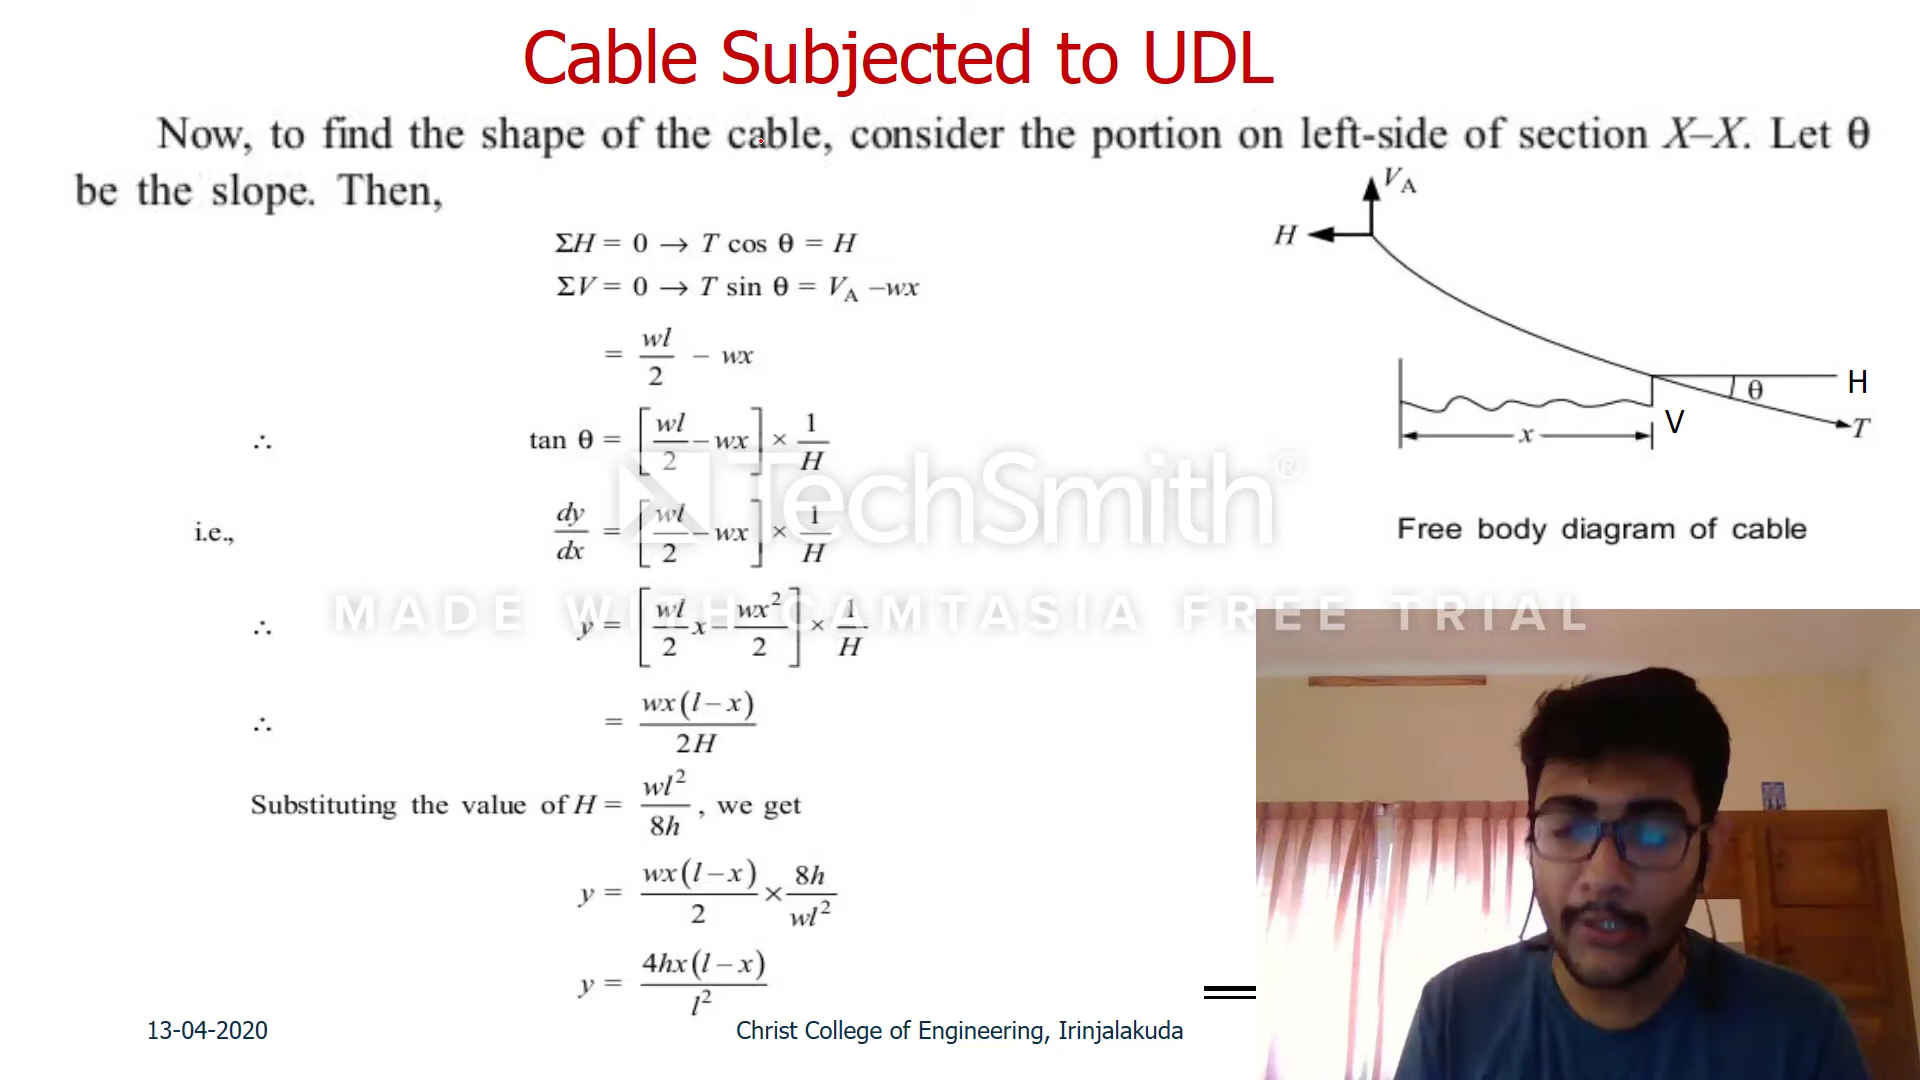 Cable Subjected to UDL
Now, to find the shape of the cable, consider the portion on left-side of section X–X. Let θ
be the slope. Then,
ΣH = 0 → T cos θ = H
ΣV = 0 → T sin θ = V_A –wx
= wl/2 – wx
∴ tan θ = [wl/2 – wx] × 1/H
i.e., dy/dx = [wl/2 – wx] × 1/H
∴ y = [wl/2 x – wx²/2] × 1/H
∴ = wx(l–x)/2H
Substituting the value of H = wl²/8h , we get
y = wx(l–x)/2 × 8h/wl²
y = 4hx(l–x)/l²
V_A
H
H
θ
V
T
x
Free body diagram of cable
TechSmith®
MADE WITH CAMTASIA FREE TRIAL
13-04-2020
Christ College of Engineering, Irinjalakuda